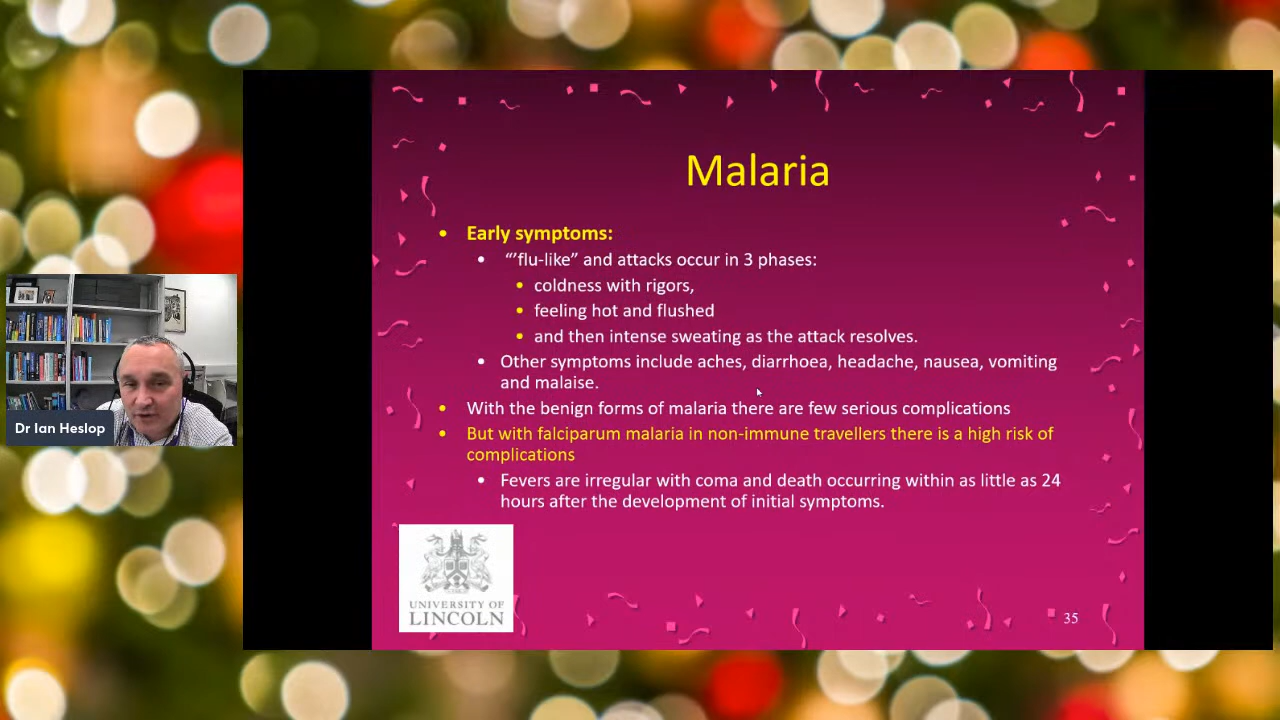 Malaria
• Early symptoms:
• “’flu-like” and attacks occur in 3 phases:
• coldness with rigors,
• feeling hot and flushed
• and then intense sweating as the attack resolves.
• Other symptoms include aches, diarrhoea, headache, nausea, vomiting
and malaise.
• With the benign forms of malaria there are few serious complications
• But with falciparum malaria in non-immune travellers there is a high risk of
complications
• Fevers are irregular with coma and death occurring within as little as 24
hours after the development of initial symptoms.
Dr Ian Heslop
UNIVERSITY OF
LINCOLN
35